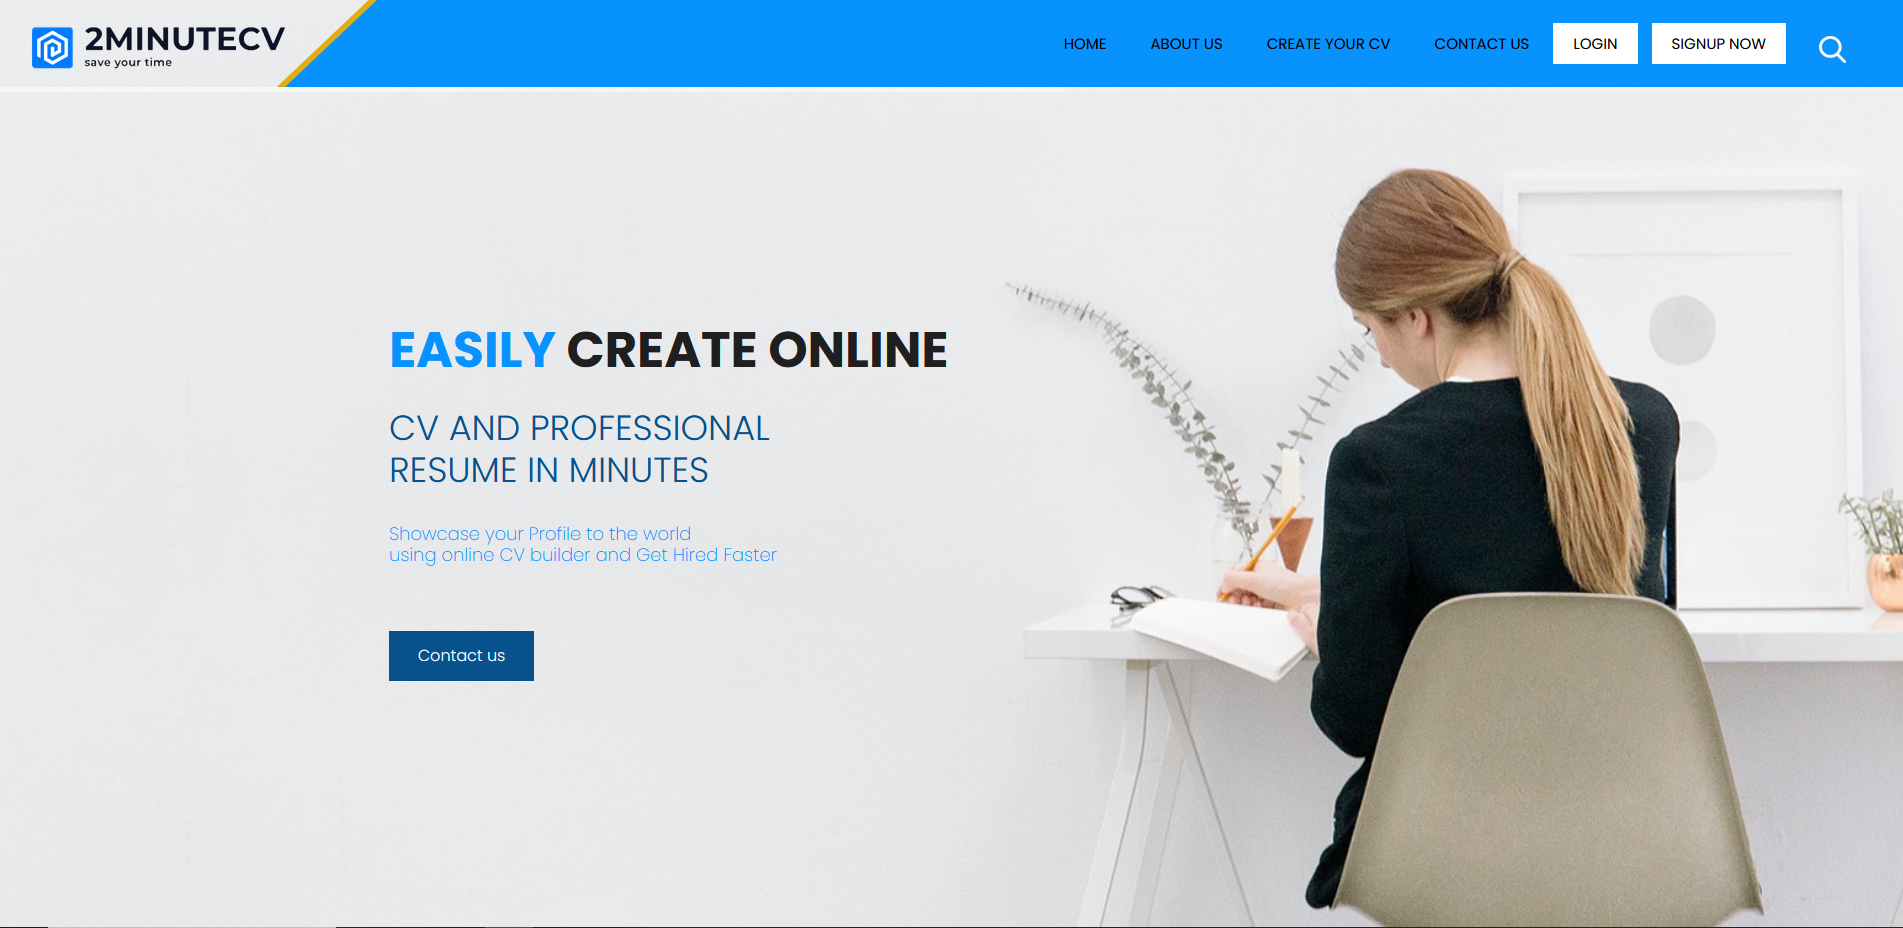 2MINUTECV
save your time
HOME
ABOUT US
CREATE YOUR CV
CONTACT US
LOGIN
SIGNUP NOW
EASILY CREATE ONLINE
CV AND PROFESSIONAL
RESUME IN MINUTES
Showcase your Profile to the world
using online CV builder and Get Hired Faster
Contact us